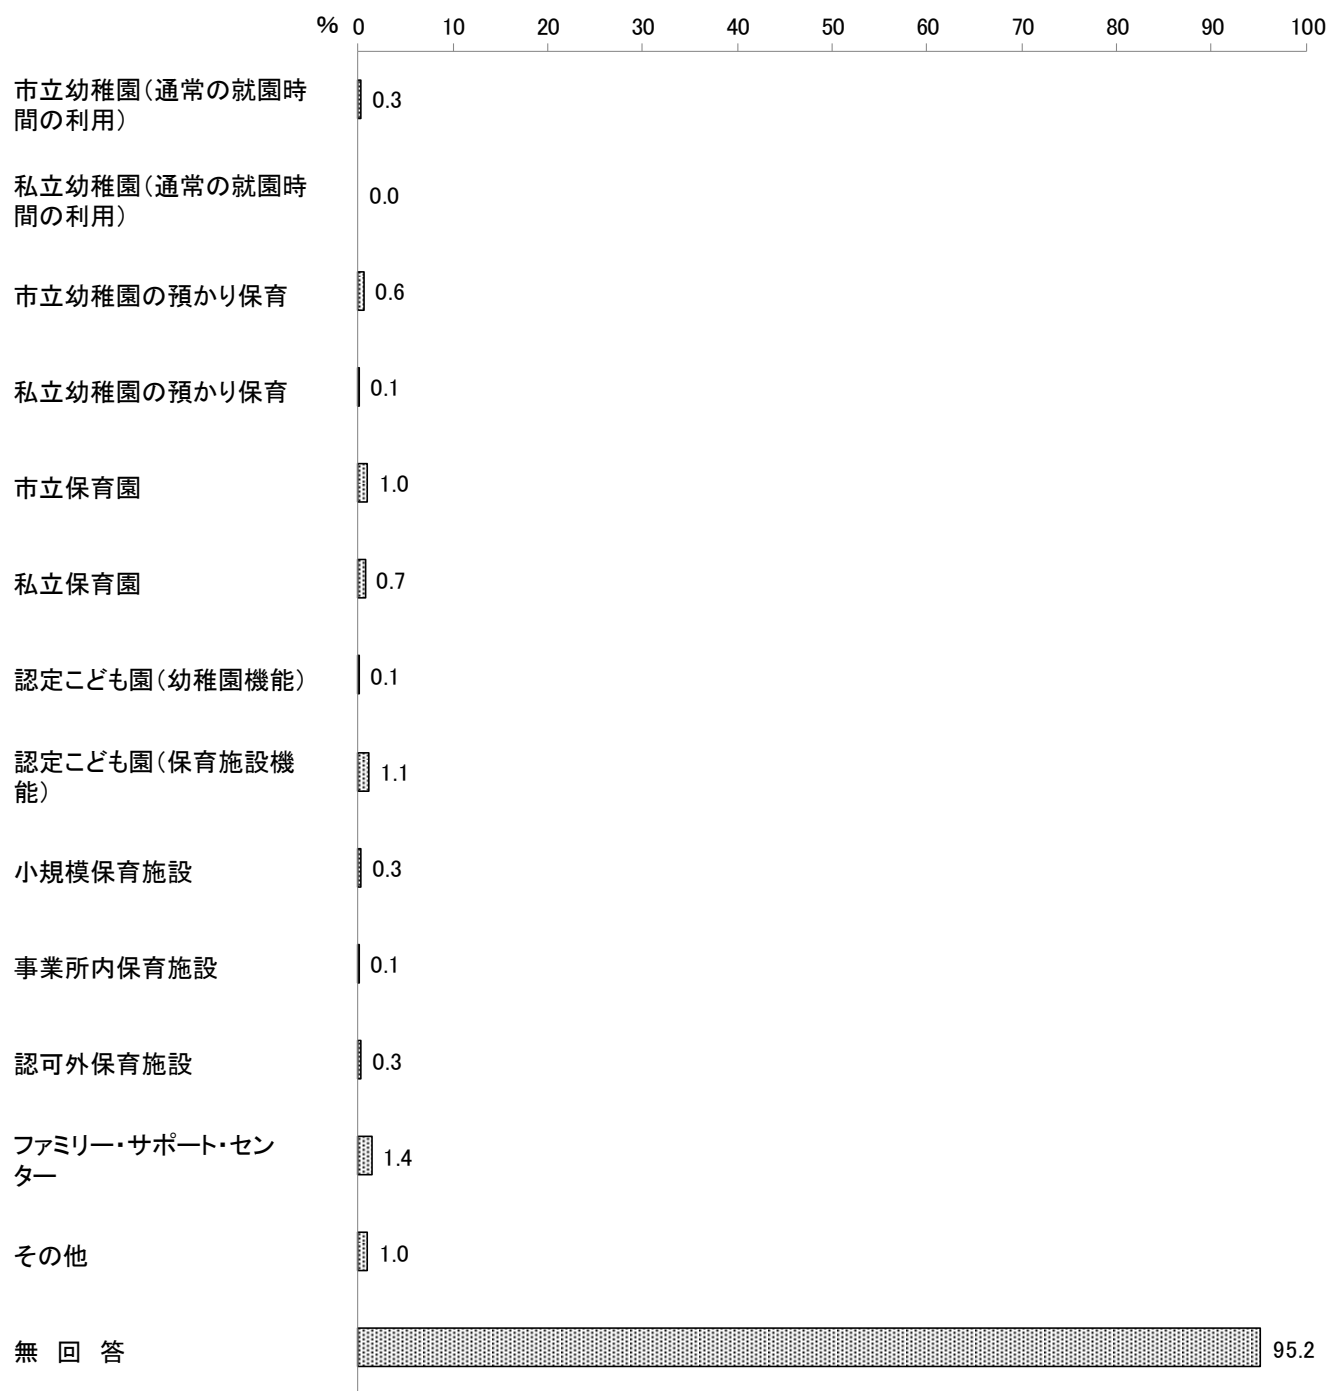 % 0 10 20 30 40 50 60 70 80 90 100
市立幼稚園（通常の就園時
間の利用）
0.3
私立幼稚園（通常の就園時
間の利用）
0.0
市立幼稚園の預かり保育
0.6
私立幼稚園の預かり保育
0.1
市立保育園
1.0
私立保育園
0.7
認定こども園（幼稚園機能）
0.1
認定こども園（保育施設機
能）
1.1
小規模保育施設
0.3
事業所内保育施設
0.1
認可外保育施設
0.3
ファミリー・サポート・セン
ター
1.4
その他
1.0
無 回 答
95.2